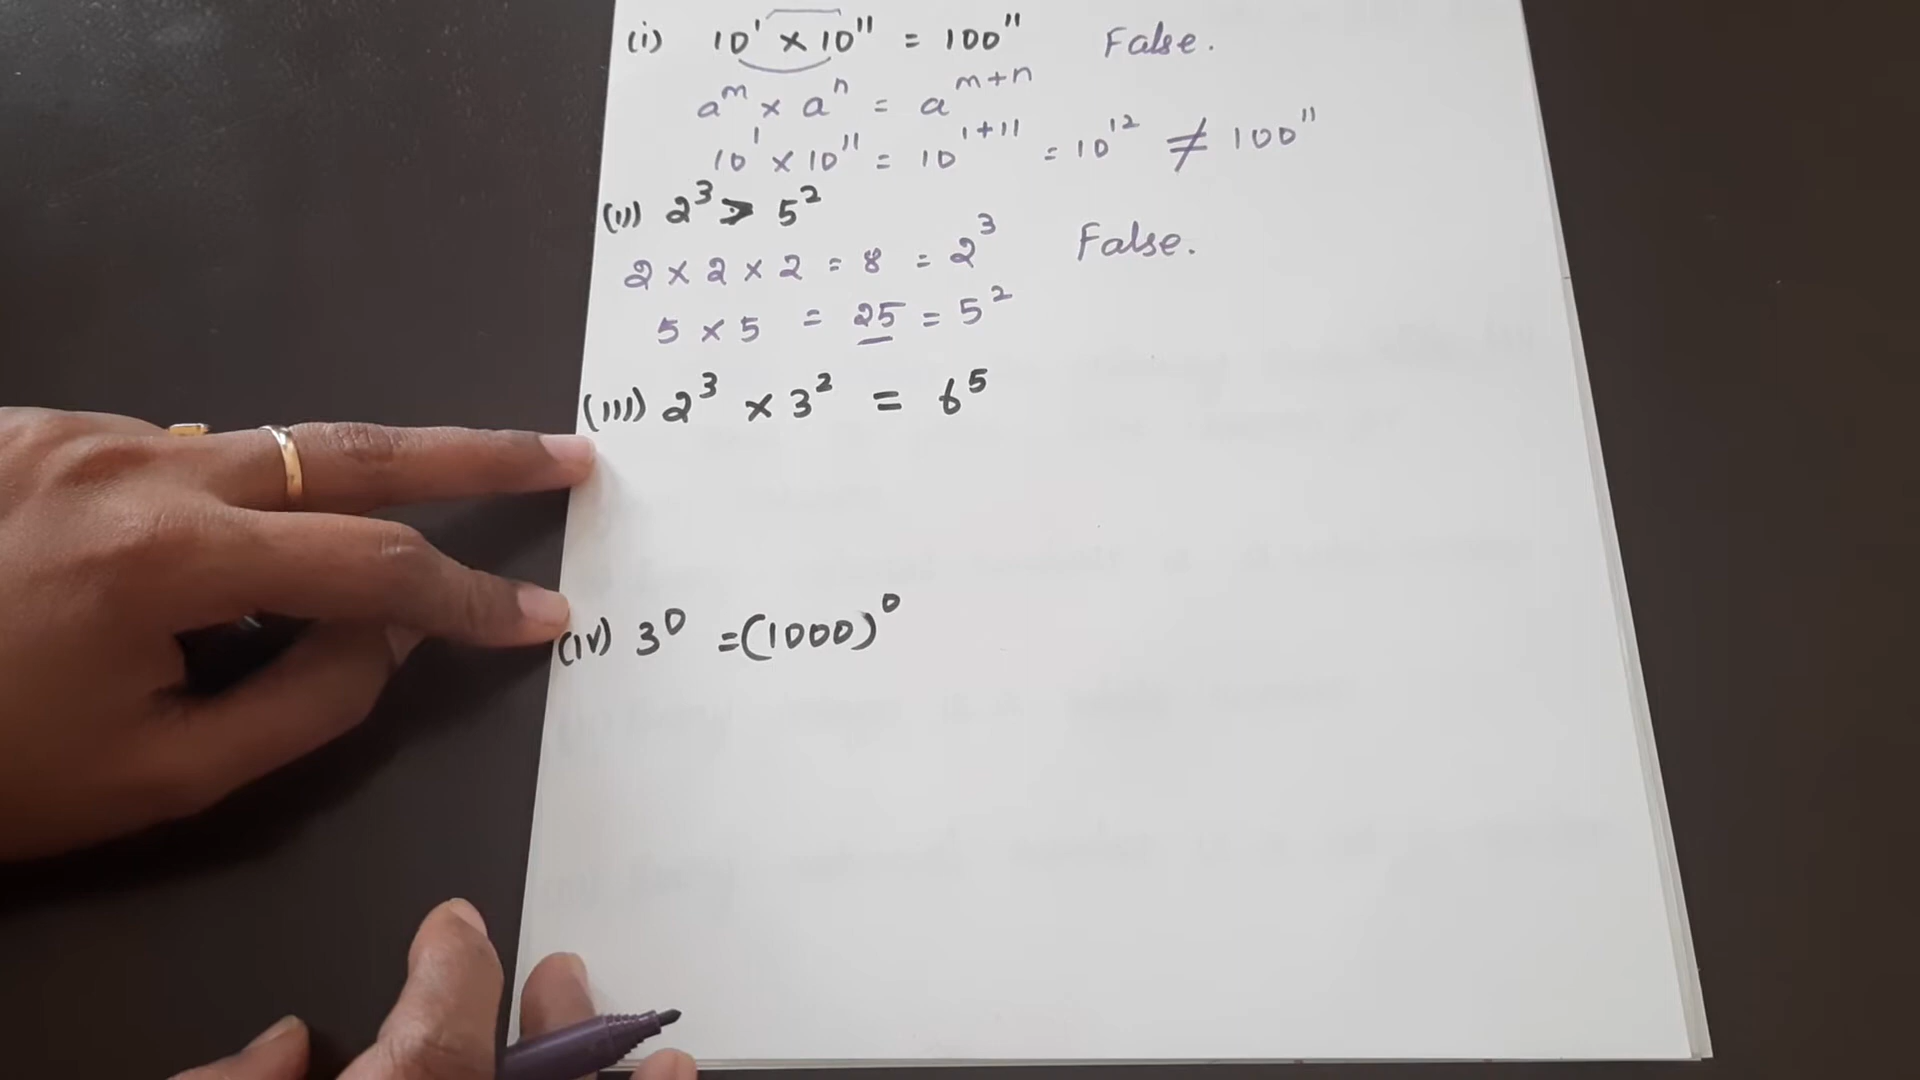 (i) 10¹ × 10¹¹ = 100¹¹ False.
aᵐ × aⁿ = aᵐ⁺ⁿ
10¹ × 10¹¹ = 10¹⁺¹¹ = 10¹² ≠ 100¹¹
(ii) 2³ > 5²
2 × 2 × 2 = 8 = 2³ False.
5 × 5 = 25 = 5²
(iii) 2³ × 3² = 6⁵
(iv) 3⁰ = (1000)⁰